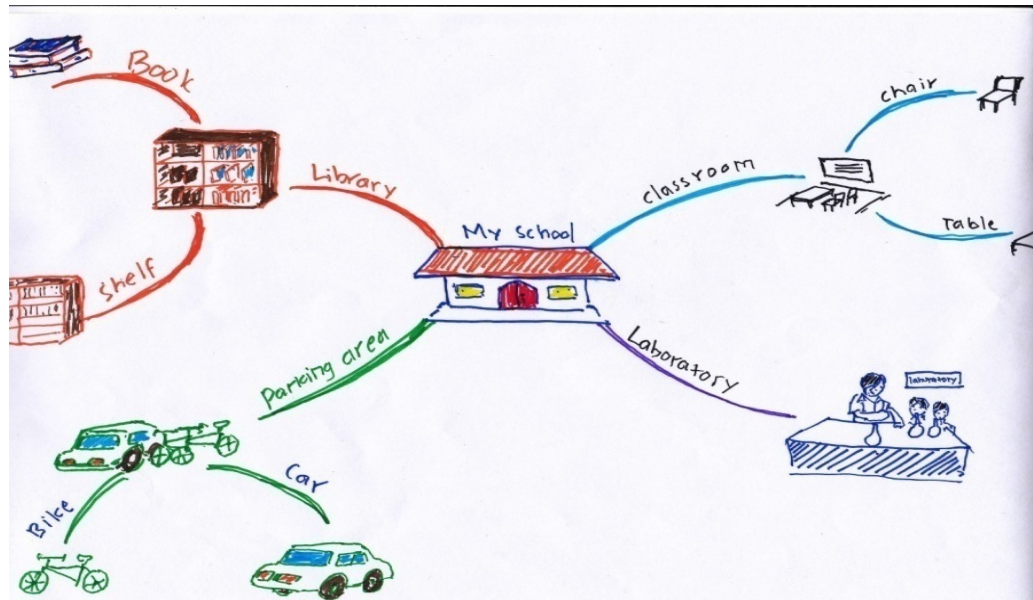 Book
Library
Shelf
My school
classroom
chair
Table
Parking area
Bike
Car
Laboratory
laboratory